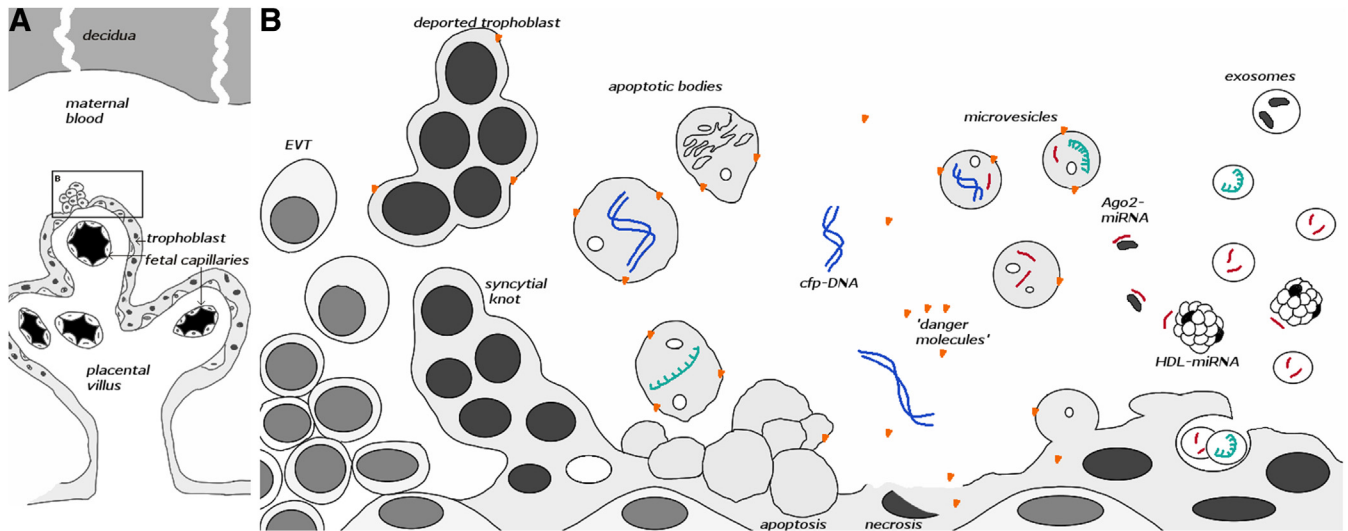 A
decidua
maternal
blood
B
trophoblast
fetal capillaries
placental
villus
B
deported trophoblast
EVT
apoptotic bodies
syncytial
knot
cfp-DNA
'danger
molecules'
microvesicles
Ago2-
miRNA
exosomes
HDL-miRNA
apoptosis
necrosis